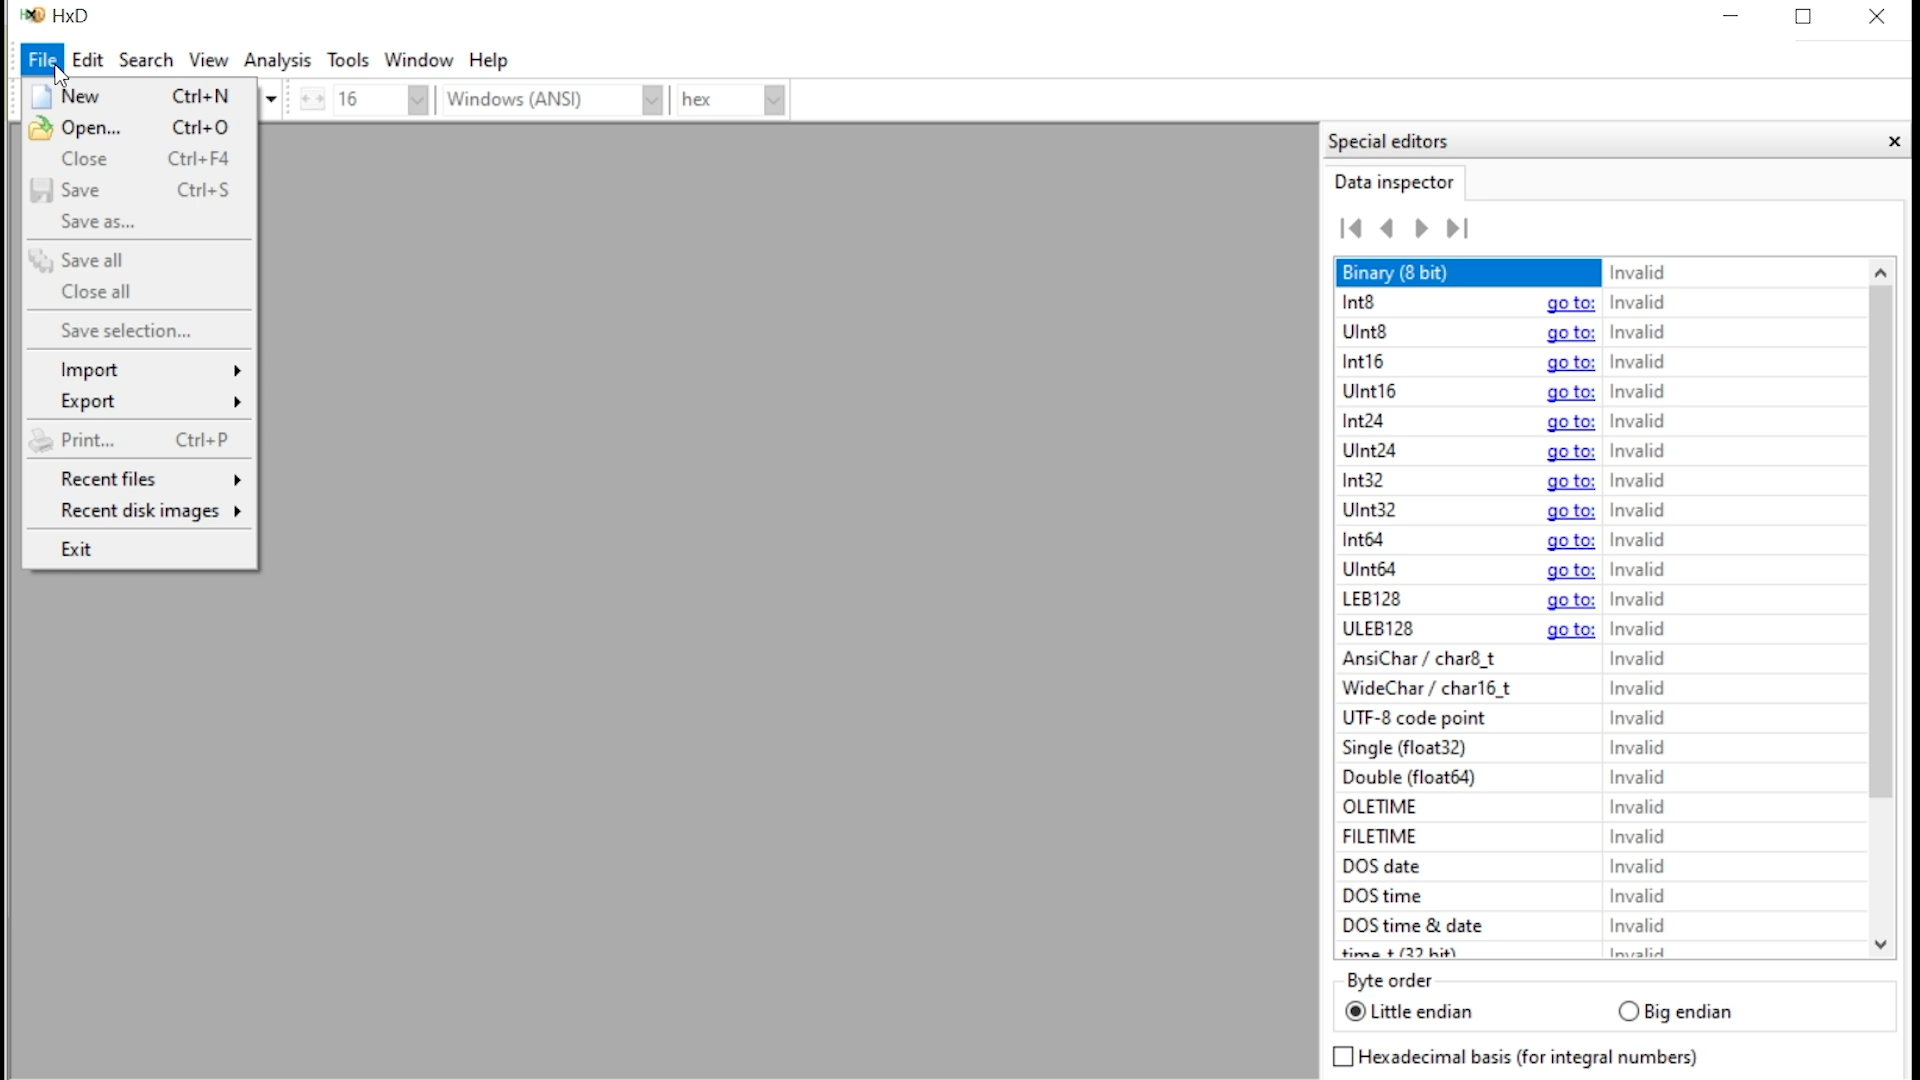 HxD
File Edit Search View Analysis Tools Window Help
New Ctrl+N
Open... Ctrl+O
Close Ctrl+F4
Save Ctrl+S
Save as...
Save all
Close all
Save selection...
Import
Export
Print... Ctrl+P
Recent files
Recent disk images
Exit
16 Windows (ANSI) hex
Special editors
Data inspector
Binary (8 bit) Invalid
Int8 go to: Invalid
UInt8 go to: Invalid
Int16 go to: Invalid
UInt16 go to: Invalid
Int24 go to: Invalid
UInt24 go to: Invalid
Int32 go to: Invalid
UInt32 go to: Invalid
Int64 go to: Invalid
UInt64 go to: Invalid
LEB128 go to: Invalid
ULEB128 go to: Invalid
AnsiChar / char8_t Invalid
WideChar / char16_t Invalid
UTF-8 code point Invalid
Single (float32) Invalid
Double (float64) Invalid
OLETIME Invalid
FILETIME Invalid
DOS date Invalid
DOS time Invalid
DOS time & date Invalid
time_t (32 bit) Invalid
Byte order
Little endian Big endian
Hexadecimal basis (for integral numbers)